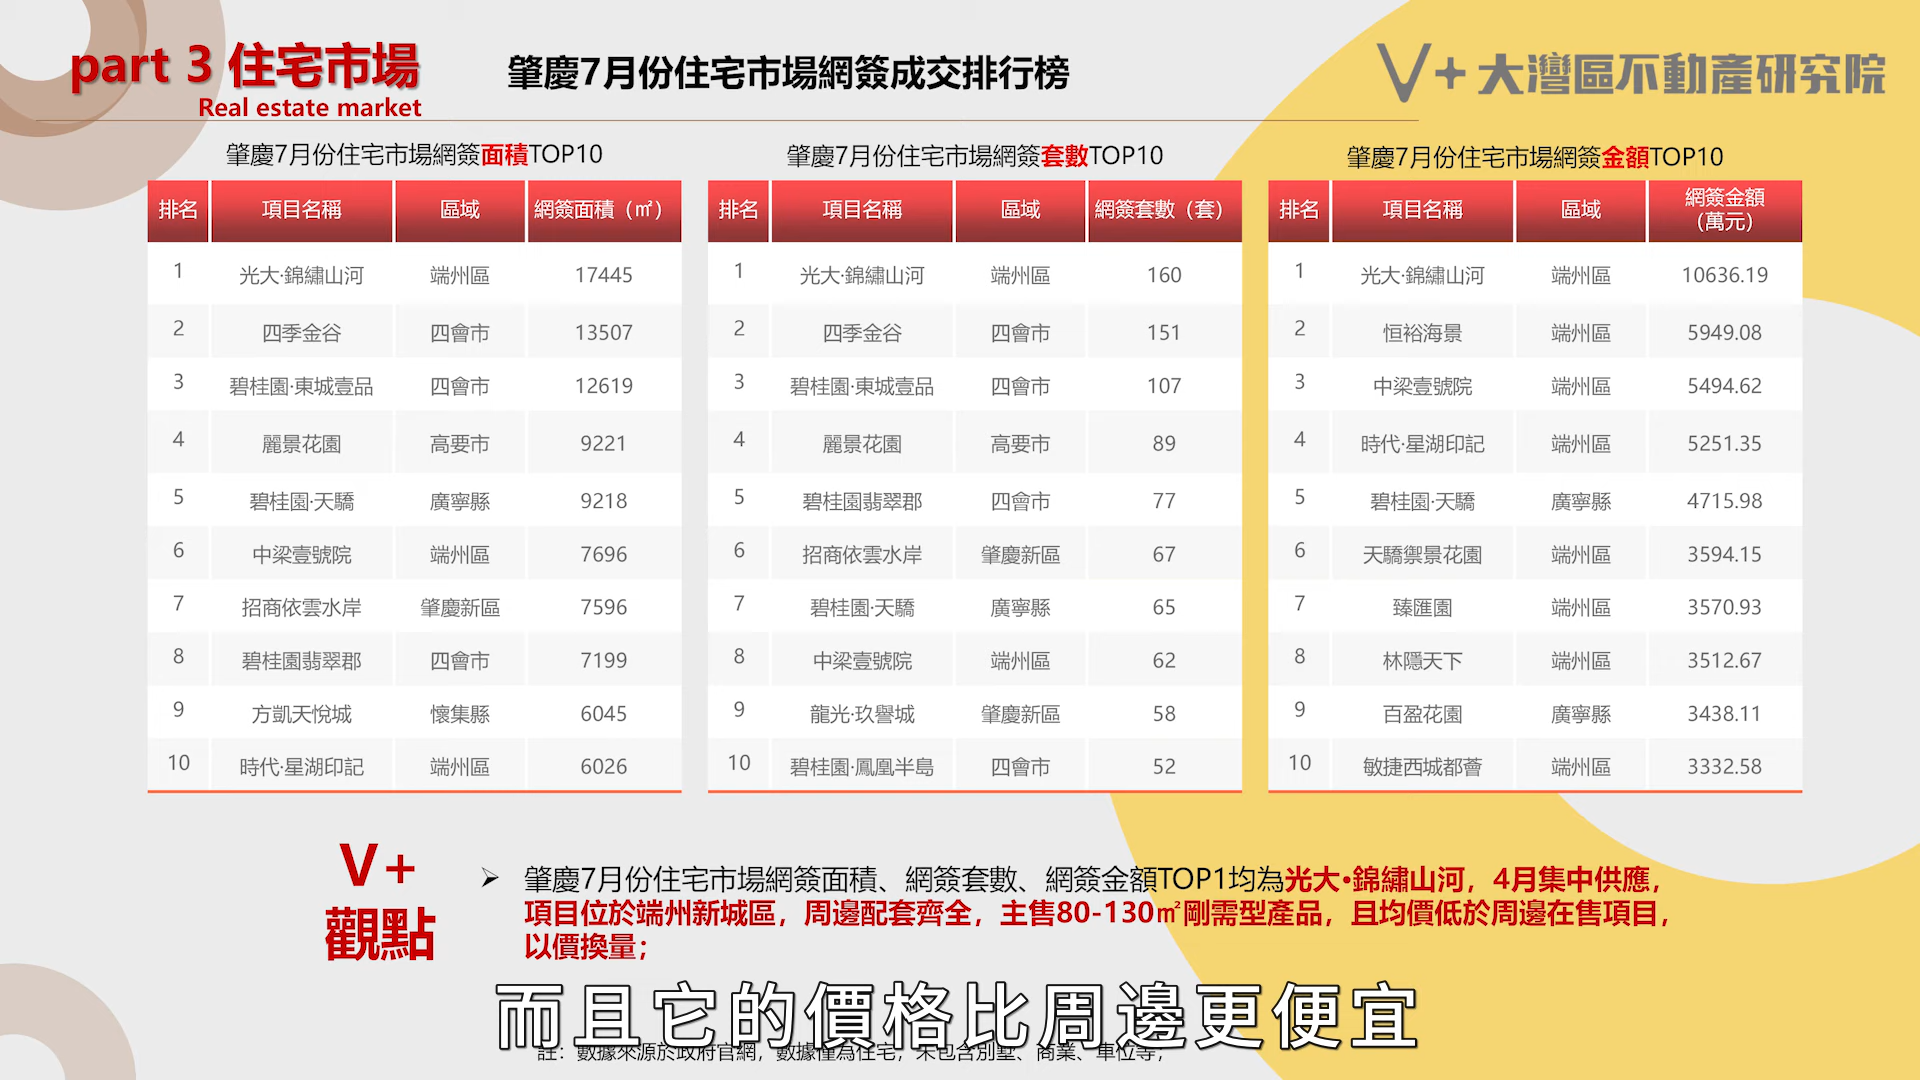 part 3 住宅市場
Real estate market
肇慶7月份住宅市場網簽成交排行榜
V+大灣區不動產研究院
肇慶7月份住宅市場網簽面積TOP10
排名 項目名稱 區域 網簽面積（㎡）
1 光大·錦繡山河 端州區 17445
2 四季金谷 四會市 13507
3 碧桂園·東城壹品 四會市 12619
4 麗景花園 高要市 9221
5 碧桂園·天驕 廣寧縣 9218
6 中梁壹號院 端州區 7696
7 招商依雲水岸 肇慶新區 7596
8 碧桂園翡翠郡 四會市 7199
9 方凱天悅城 懷集縣 6045
10 時代·星湖印記 端州區 6026
肇慶7月份住宅市場網簽套數TOP10
排名 項目名稱 區域 網簽套數（套）
1 光大·錦繡山河 端州區 160
2 四季金谷 四會市 151
3 碧桂園·東城壹品 四會市 107
4 麗景花園 高要市 89
5 碧桂園翡翠郡 四會市 77
6 招商依雲水岸 肇慶新區 67
7 碧桂園·天驕 廣寧縣 65
8 中梁壹號院 端州區 62
9 龍光·玖譽城 肇慶新區 58
10 碧桂園·鳳凰半島 四會市 52
肇慶7月份住宅市場網簽金額TOP10
排名 項目名稱 區域 網簽金額（萬元）
1 光大·錦繡山河 端州區 10636.19
2 恒裕海景 端州區 5949.08
3 中梁壹號院 端州區 5494.62
4 時代·星湖印記 端州區 5251.35
5 碧桂園·天驕 廣寧縣 4715.98
6 天驕禦景花園 端州區 3594.15
7 臻匯園 端州區 3570.93
8 林隱天下 端州區 3512.67
9 百盈花園 廣寧縣 3438.11
10 敏捷西城都薈 端州區 3332.58
V+
觀點
➢ 肇慶7月份住宅市場網簽面積、網簽套數、網簽金額TOP1均為光大•錦繡山河，4月集中供應，
項目位於端州新城區，周邊配套齊全，主售80-130㎡剛需型產品，且均價低於周邊在售項目，
以價換量；
而且它的價格比周邊更便宜
註：數據來源於政府官網，數據僅為住宅，未包含別墅、商業、車位等；